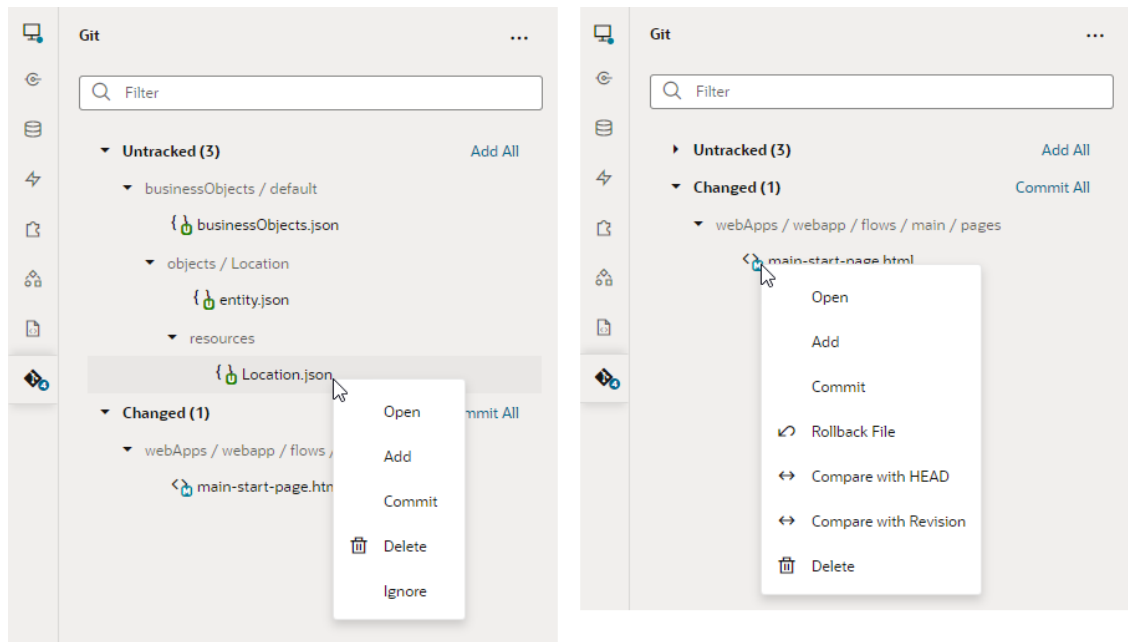 Git
...
Filter
Untracked (3) Add All
businessObjects / default
businessObjects.json
objects / Location
entity.json
resources
Location.json
Changed (1) mmit All
webApps / webapp / flows /
main-start-page.htm
Open
Add
Commit
Delete
Ignore
4
Git
...
Filter
Untracked (3) Add All
Changed (1) Commit All
webApps / webapp / flows / main / pages
main-start-page.html
Open
Add
Commit
Rollback File
Compare with HEAD
Compare with Revision
Delete
4